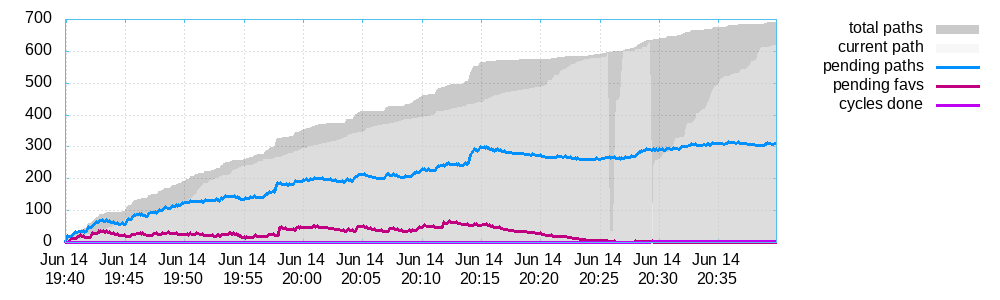 700
600
500
400
300
200
100
0
Jun 14 Jun 14 Jun 14 Jun 14 Jun 14 Jun 14 Jun 14 Jun 14 Jun 14 Jun 14 Jun 14 Jun 14
19:40 19:45 19:50 19:55 20:00 20:05 20:10 20:15 20:20 20:25 20:30 20:35
total paths
current path
pending paths
pending favs
cycles done